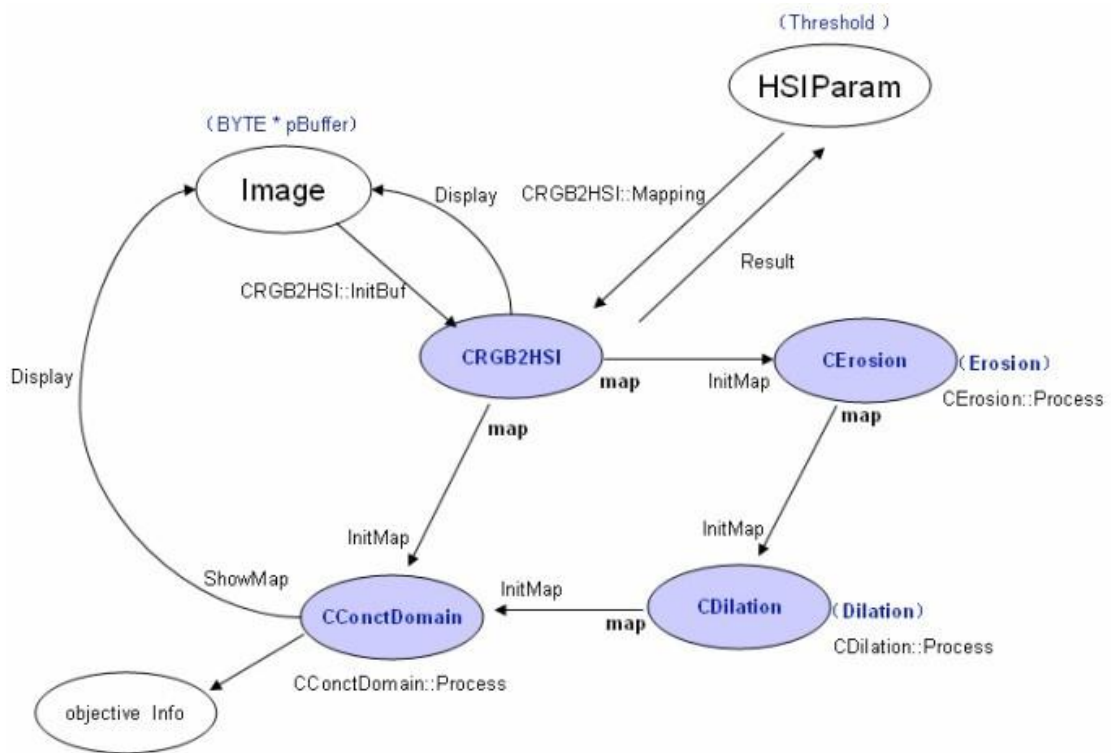 (Threshold )
HSIParam
(BYTE * pBuffer)
Image
Display
CRGB2HSI::Mapping
Result
CRGB2HSI::InitBuf
CRGB2HSI
map
InitMap
CErosion
(Erosion)
CErosion::Process
map
Display
map
InitMap
InitMap
ShowMap
CConctDomain
InitMap
map
CDilation
(Dilation)
CDilation::Process
CConctDomain::Process
objective Info